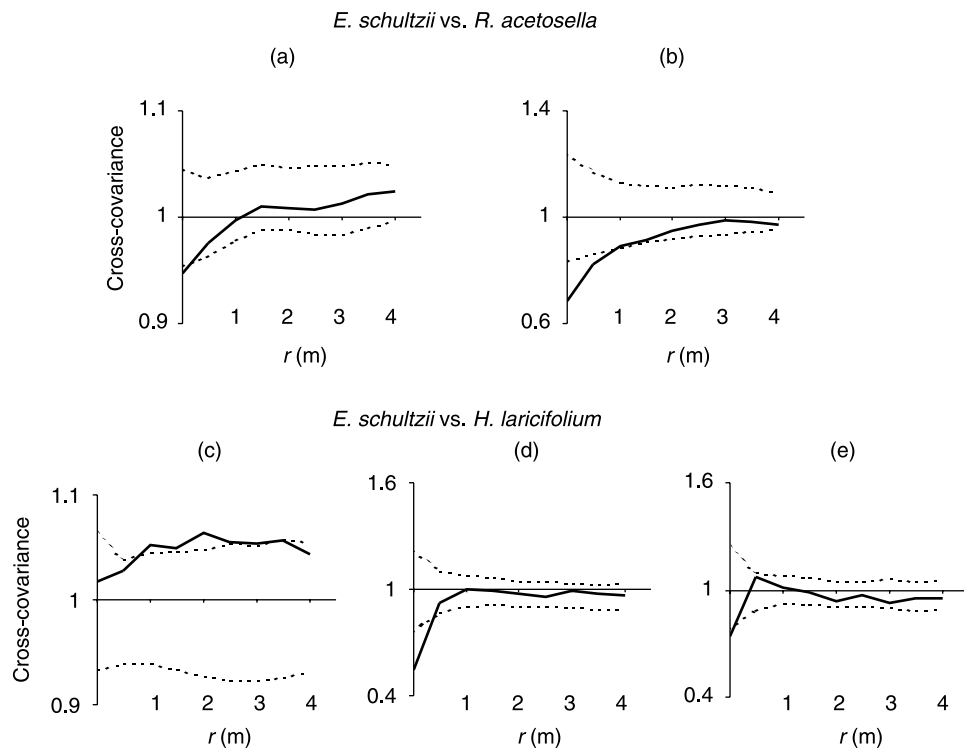 E. schultzii vs. R. acetosella
(a) (b)
Cross-covariance
1.1
1
0.9
1 2 3 4
r (m)
1.4
1
0.6
1 2 3 4
r (m)
E. schultzii vs. H. laricifolium
(c) (d) (e)
Cross-covariance
1.1
1
0.9
1 2 3 4
r (m)
1.6
1
0.4
1 2 3 4
r (m)
1.6
1
0.4
1 2 3 4
r (m)